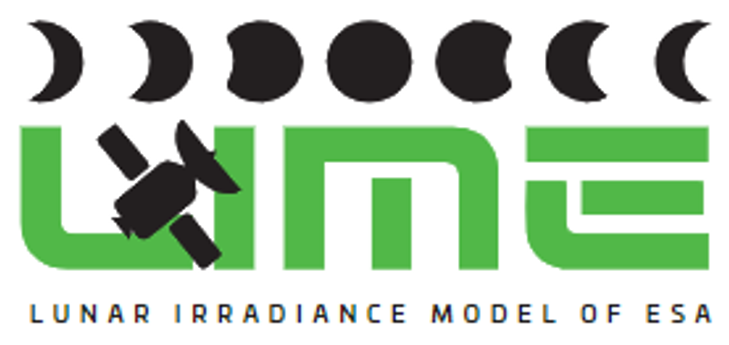 LIME
LUNAR IRRADIANCE MODEL OF ESA